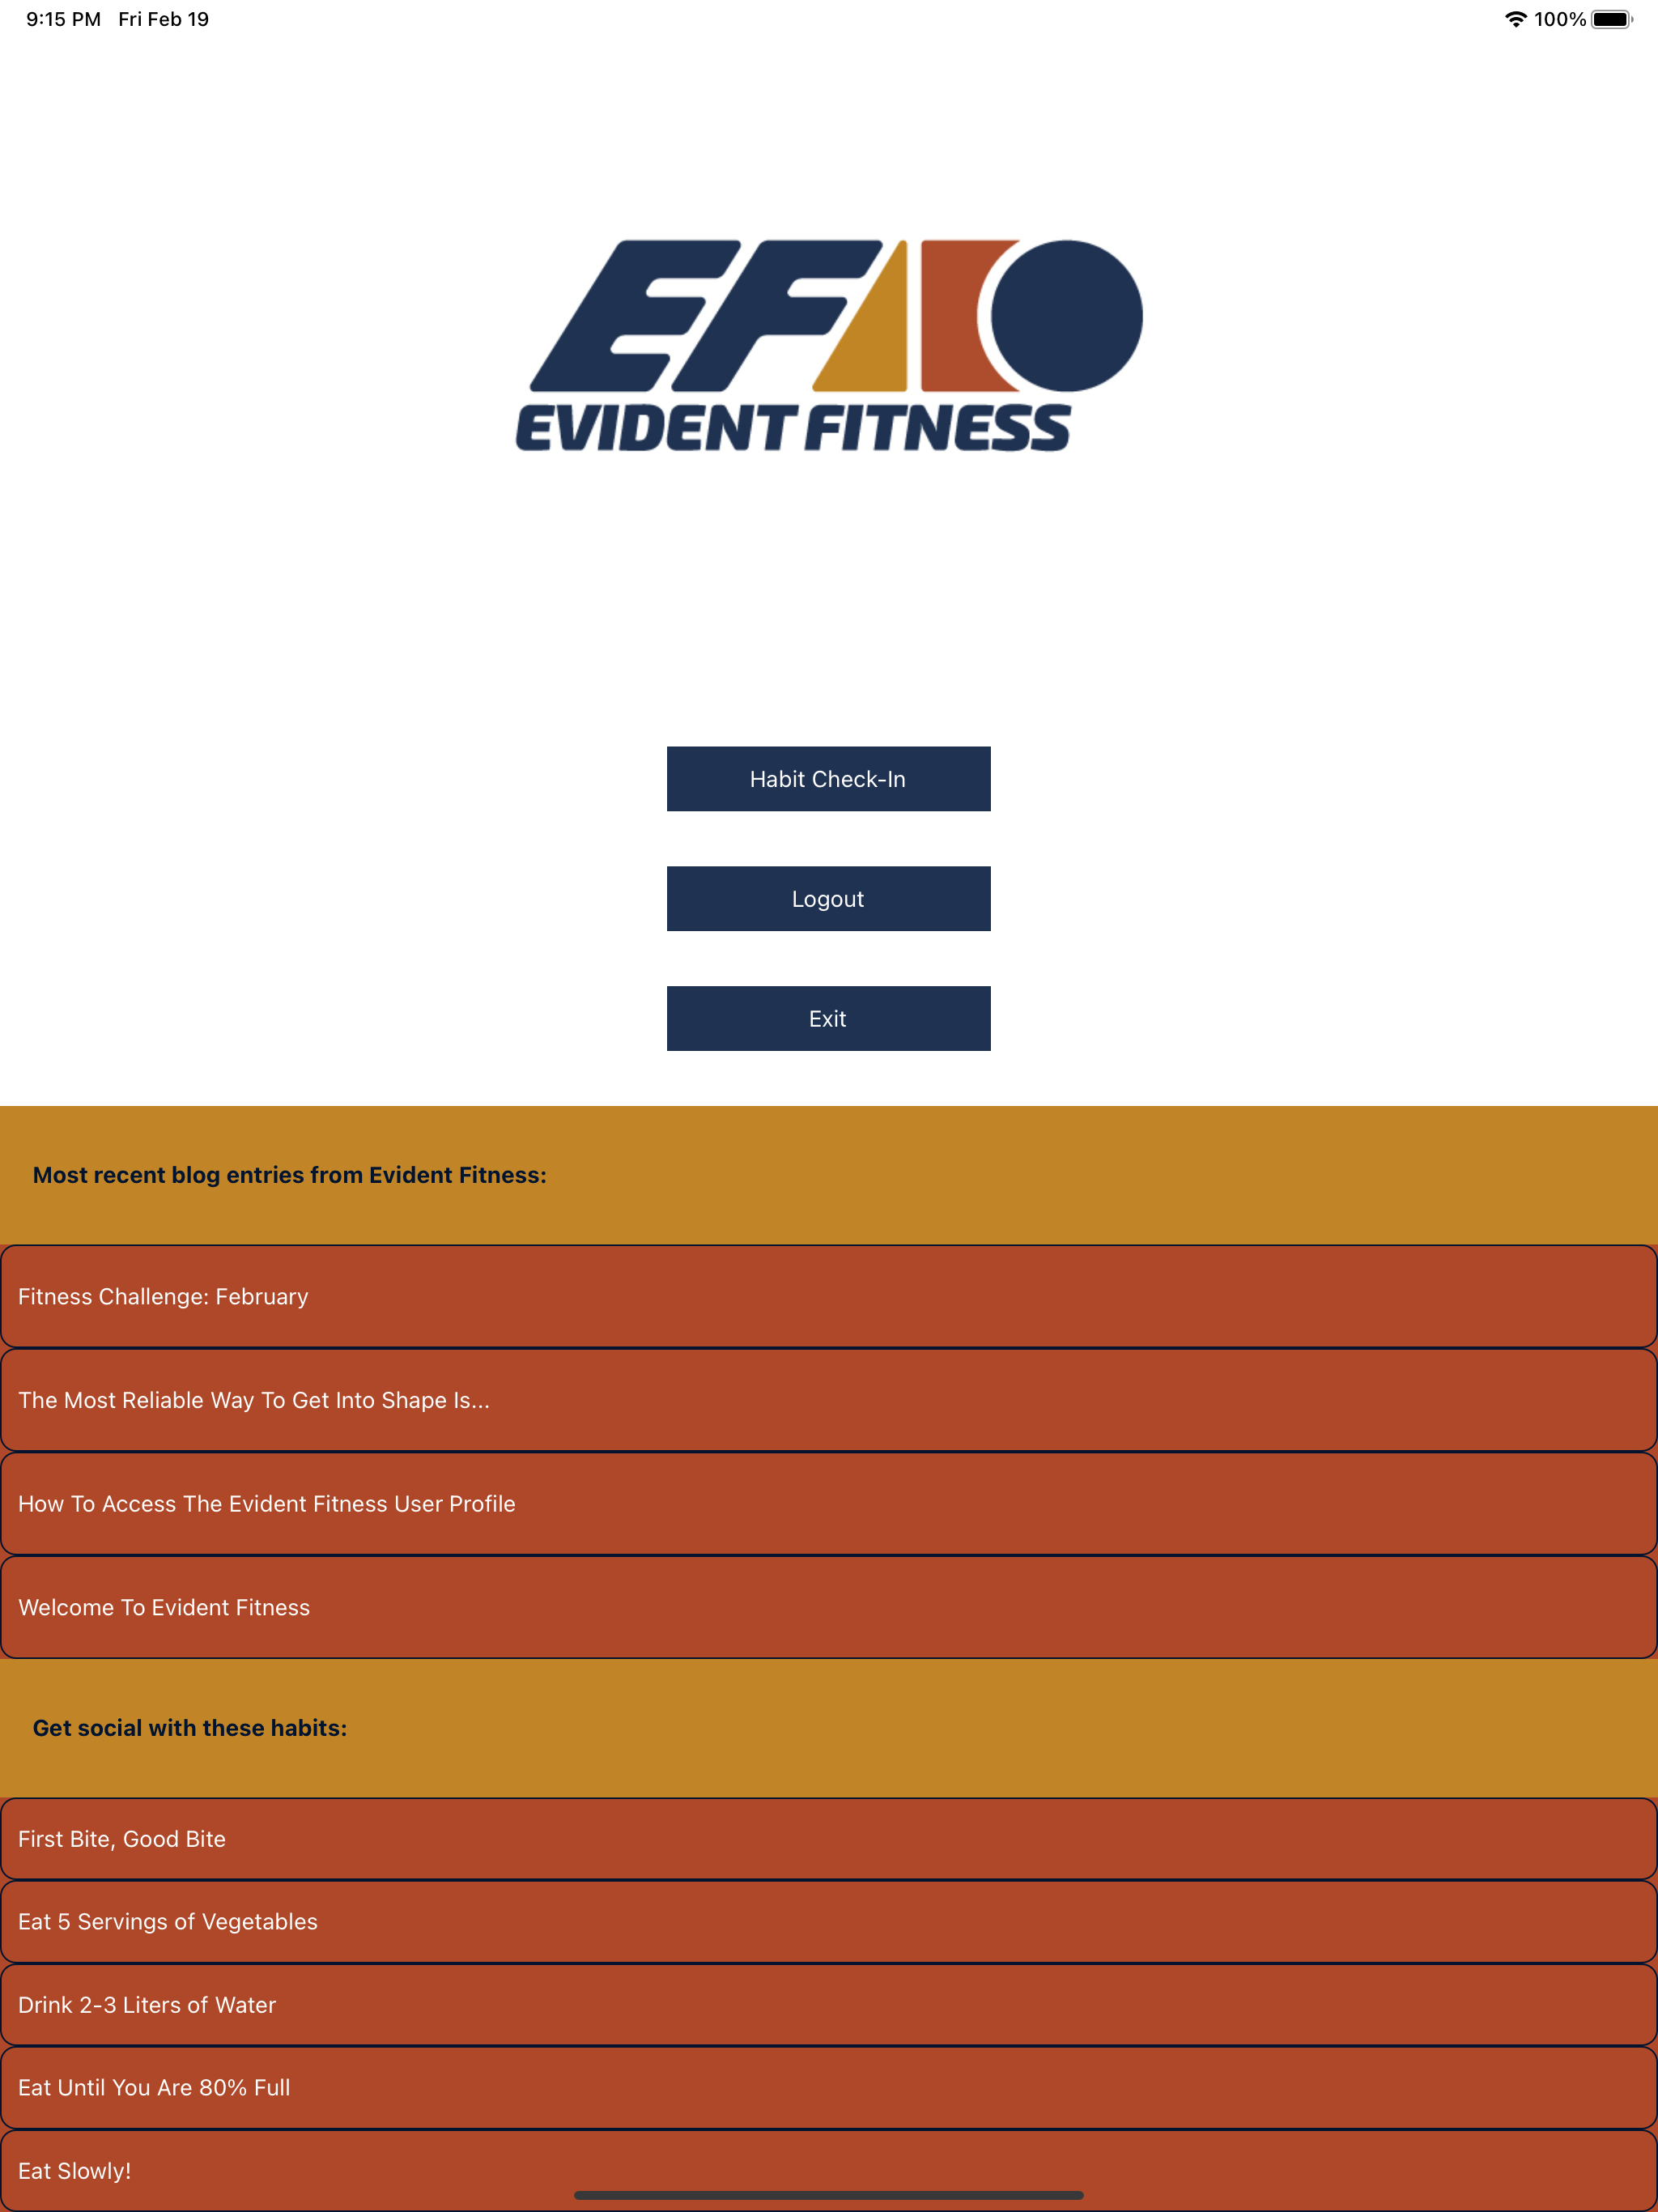 9:15 PM Fri Feb 19 100%
EF
EVIDENT FITNESS
Habit Check-In
Logout
Exit
Most recent blog entries from Evident Fitness:
Fitness Challenge: February
The Most Reliable Way To Get Into Shape Is...
How To Access The Evident Fitness User Profile
Welcome To Evident Fitness
Get social with these habits:
First Bite, Good Bite
Eat 5 Servings of Vegetables
Drink 2-3 Liters of Water
Eat Until You Are 80% Full
Eat Slowly!